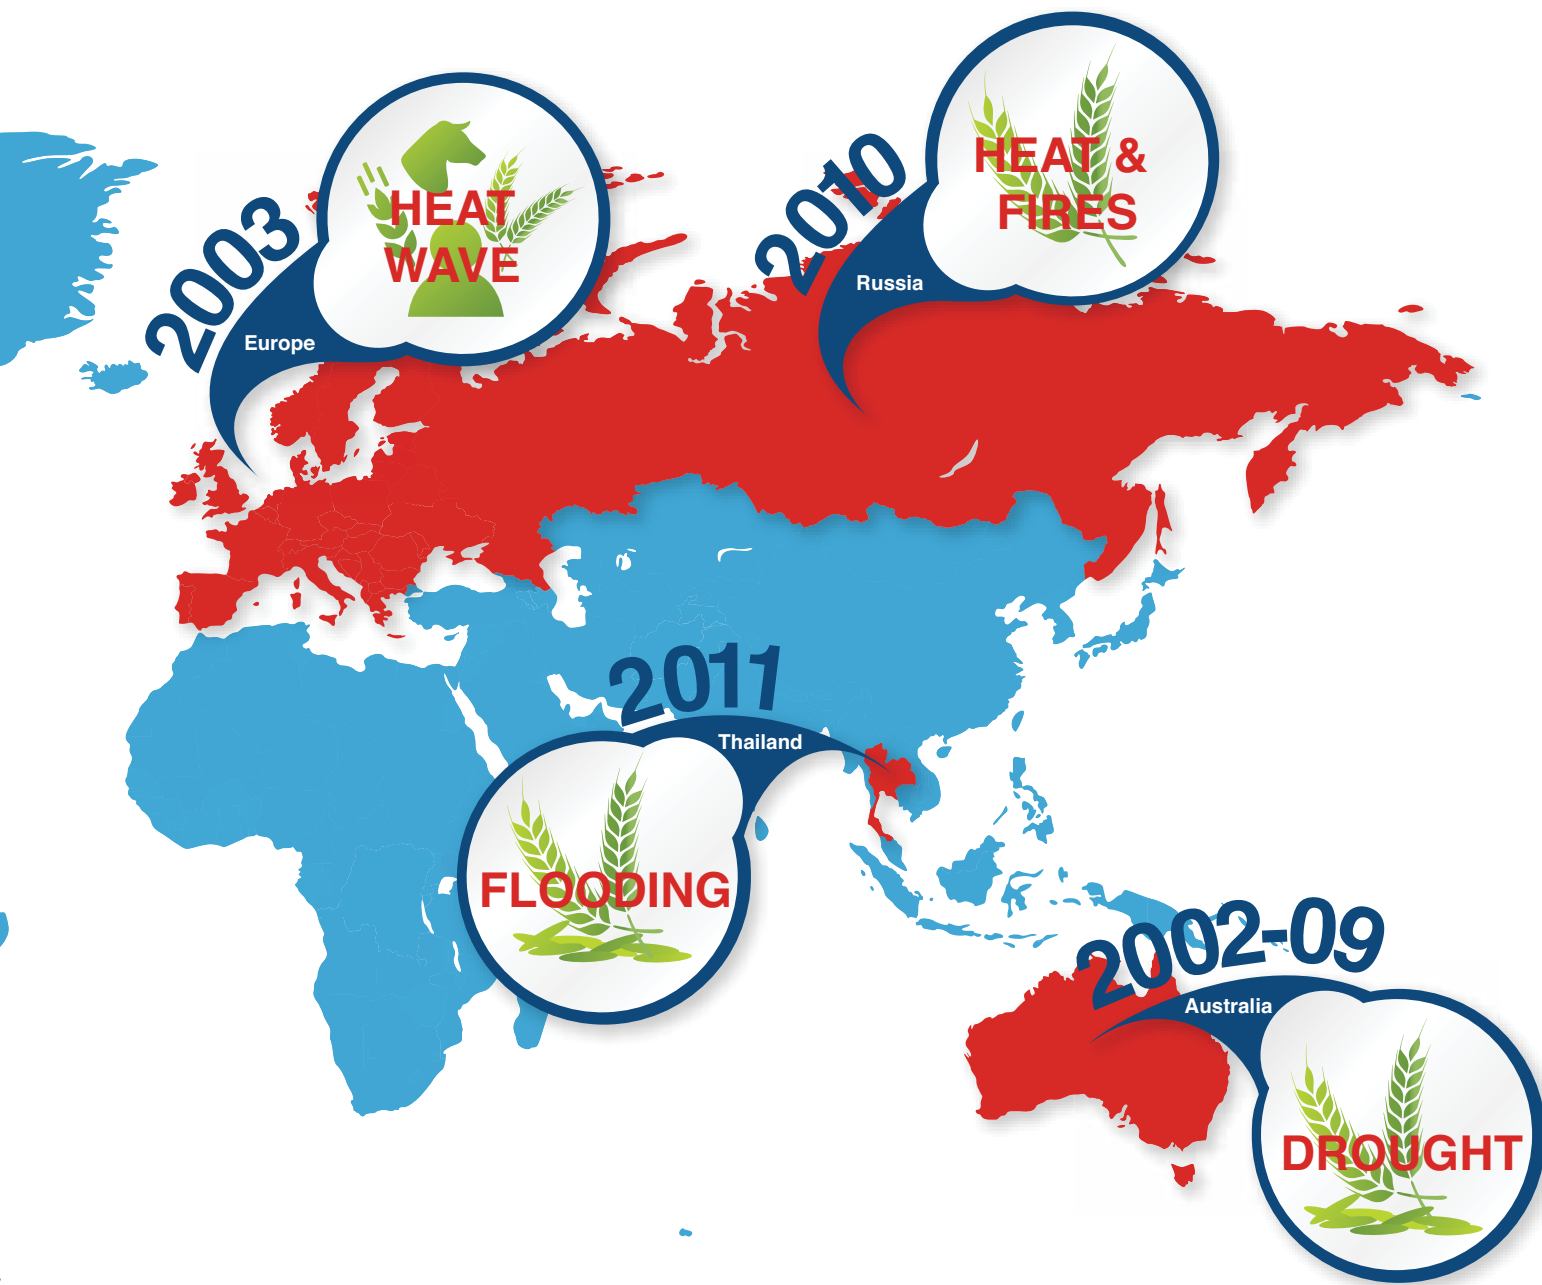 2003
Europe
HEAT
WAVE
2010
Russia
HEAT &
FIRES
2011
Thailand
FLOODING
2002-09
Australia
DROUGHT